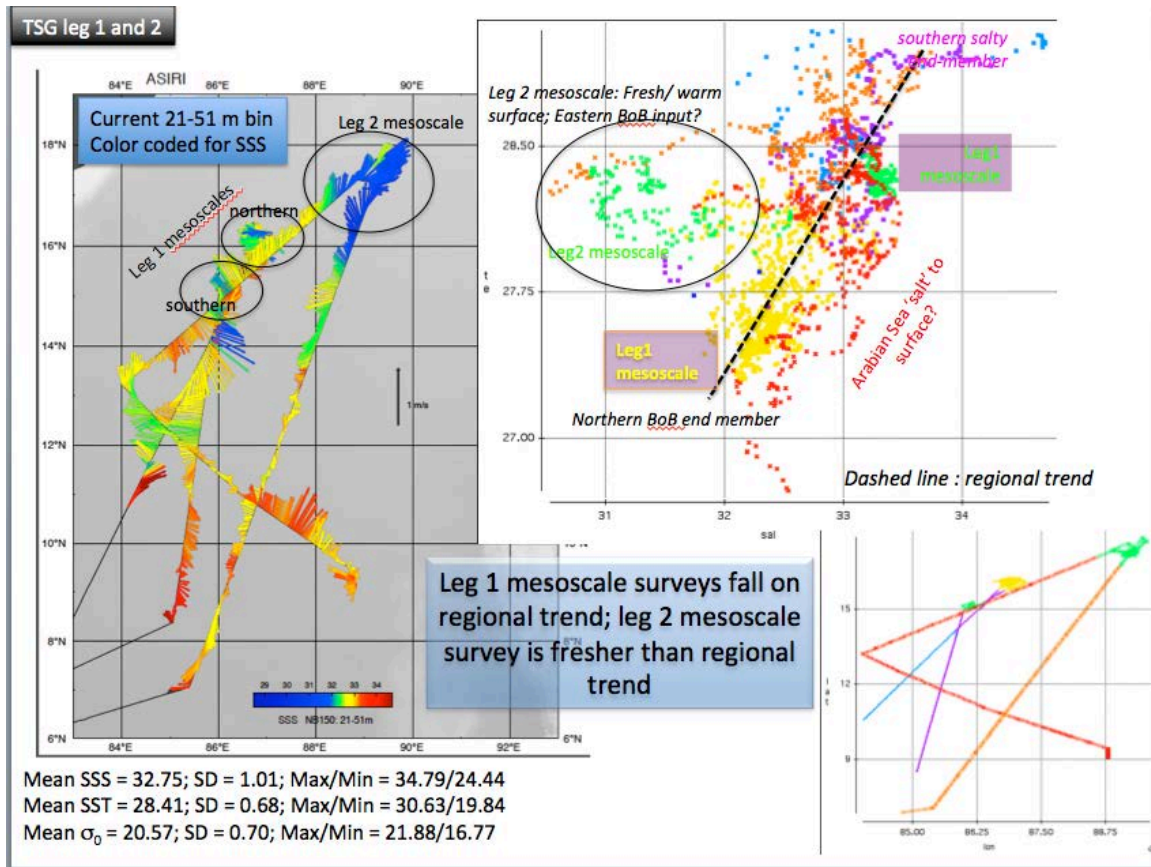 TSG leg 1 and 2
ASIRI
84°E 86°E 88°E 90°E
Current 21-51 m bin
Color coded for SSS
Leg 2 mesoscale
18°N
Leg 1 mesoscales
northern
16°N
southern
14°N
1 m/s
12°N
10°N
8°N
29 30 31 32 33 34
SSS NB150: 21-51m
6°N
6°N
84°E 86°E 88°E 90°E 92°E
southern salty
end-member
Leg 2 mesoscale: Fresh/ warm
surface; Eastern BoB input?
28.50
Leg1
mesoscale
Leg2 mesoscale
t
e
27.75
Arabian Sea 'salt' to
surface?
Leg1
mesoscale
Northern BoB end member
27.00
Dashed line : regional trend
31 32 33 34
sal
Leg 1 mesoscale surveys fall on
regional trend; leg 2 mesoscale
survey is fresher than regional
trend
8°N
15
l
a
t
12
9
85.00 86.25 87.50 88.75
lon
Mean SSS = 32.75; SD = 1.01; Max/Min = 34.79/24.44
Mean SST = 28.41; SD = 0.68; Max/Min = 30.63/19.84
Mean σ0 = 20.57; SD = 0.70; Max/Min = 21.88/16.77